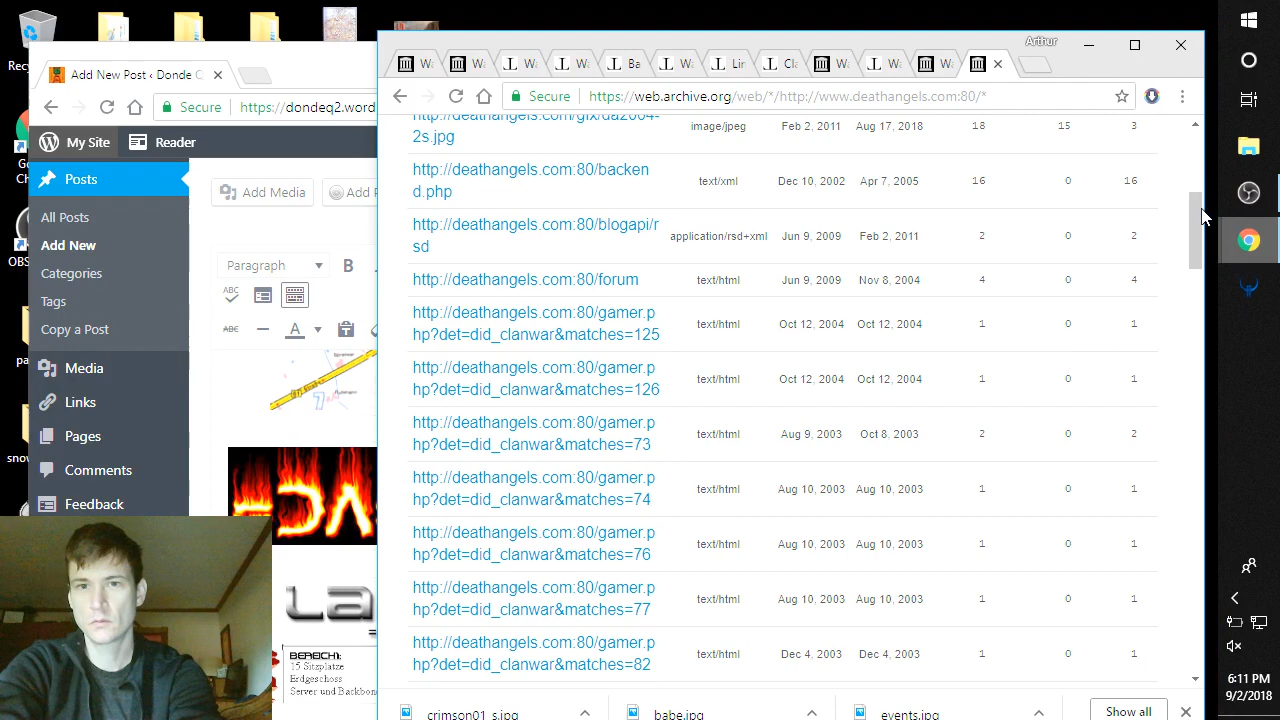 Arthur
Add New Post ‹ Donde Q
Secure
https://dondeq2.word
Secure
https://web.archive.org/web/*/http://www.deathangels.com:80/*
My Site
Reader
Posts
All Posts
Add New
Categories
Tags
Copy a Post
Media
Links
Pages
Comments
Feedback
Add Media
Add
Paragraph
B
ABC
ABC
A
BEREICH:
15 Sitzplätze
Erdgeschoss
Server und Backbon
http://deathangels.com:80/gfx/da2004-
2s.jpg
image/jpeg Feb 2, 2011 Aug 17, 2018 18 15 3
http://deathangels.com:80/backen
d.php
text/xml Dec 10, 2002 Apr 7, 2005 16 0 16
http://deathangels.com:80/blogapi/r
sd
application/rsd+xml Jun 9, 2009 Feb 2, 2011 2 0 2
http://deathangels.com:80/forum text/html Jun 9, 2009 Nov 8, 2004 4 0 4
http://deathangels.com:80/gamer.p
hp?det=did_clanwar&matches=125
text/html Oct 12, 2004 Oct 12, 2004 1 0 1
http://deathangels.com:80/gamer.p
hp?det=did_clanwar&matches=126
text/html Oct 12, 2004 Oct 12, 2004 1 0 1
http://deathangels.com:80/gamer.p
hp?det=did_clanwar&matches=73
text/html Aug 9, 2003 Oct 8, 2003 2 0 2
http://deathangels.com:80/gamer.p
hp?det=did_clanwar&matches=74
text/html Aug 10, 2003 Aug 10, 2003 1 0 1
http://deathangels.com:80/gamer.p
hp?det=did_clanwar&matches=76
text/html Aug 10, 2003 Aug 10, 2003 1 0 1
http://deathangels.com:80/gamer.p
hp?det=did_clanwar&matches=77
text/html Aug 10, 2003 Aug 10, 2003 1 0 1
http://deathangels.com:80/gamer.p
hp?det=did_clanwar&matches=82
text/html Dec 4, 2003 Dec 4, 2003 1 0 1
crimson01_s.jpg
babe.jpg
events.jpg
Show all
6:11 PM
9/2/2018